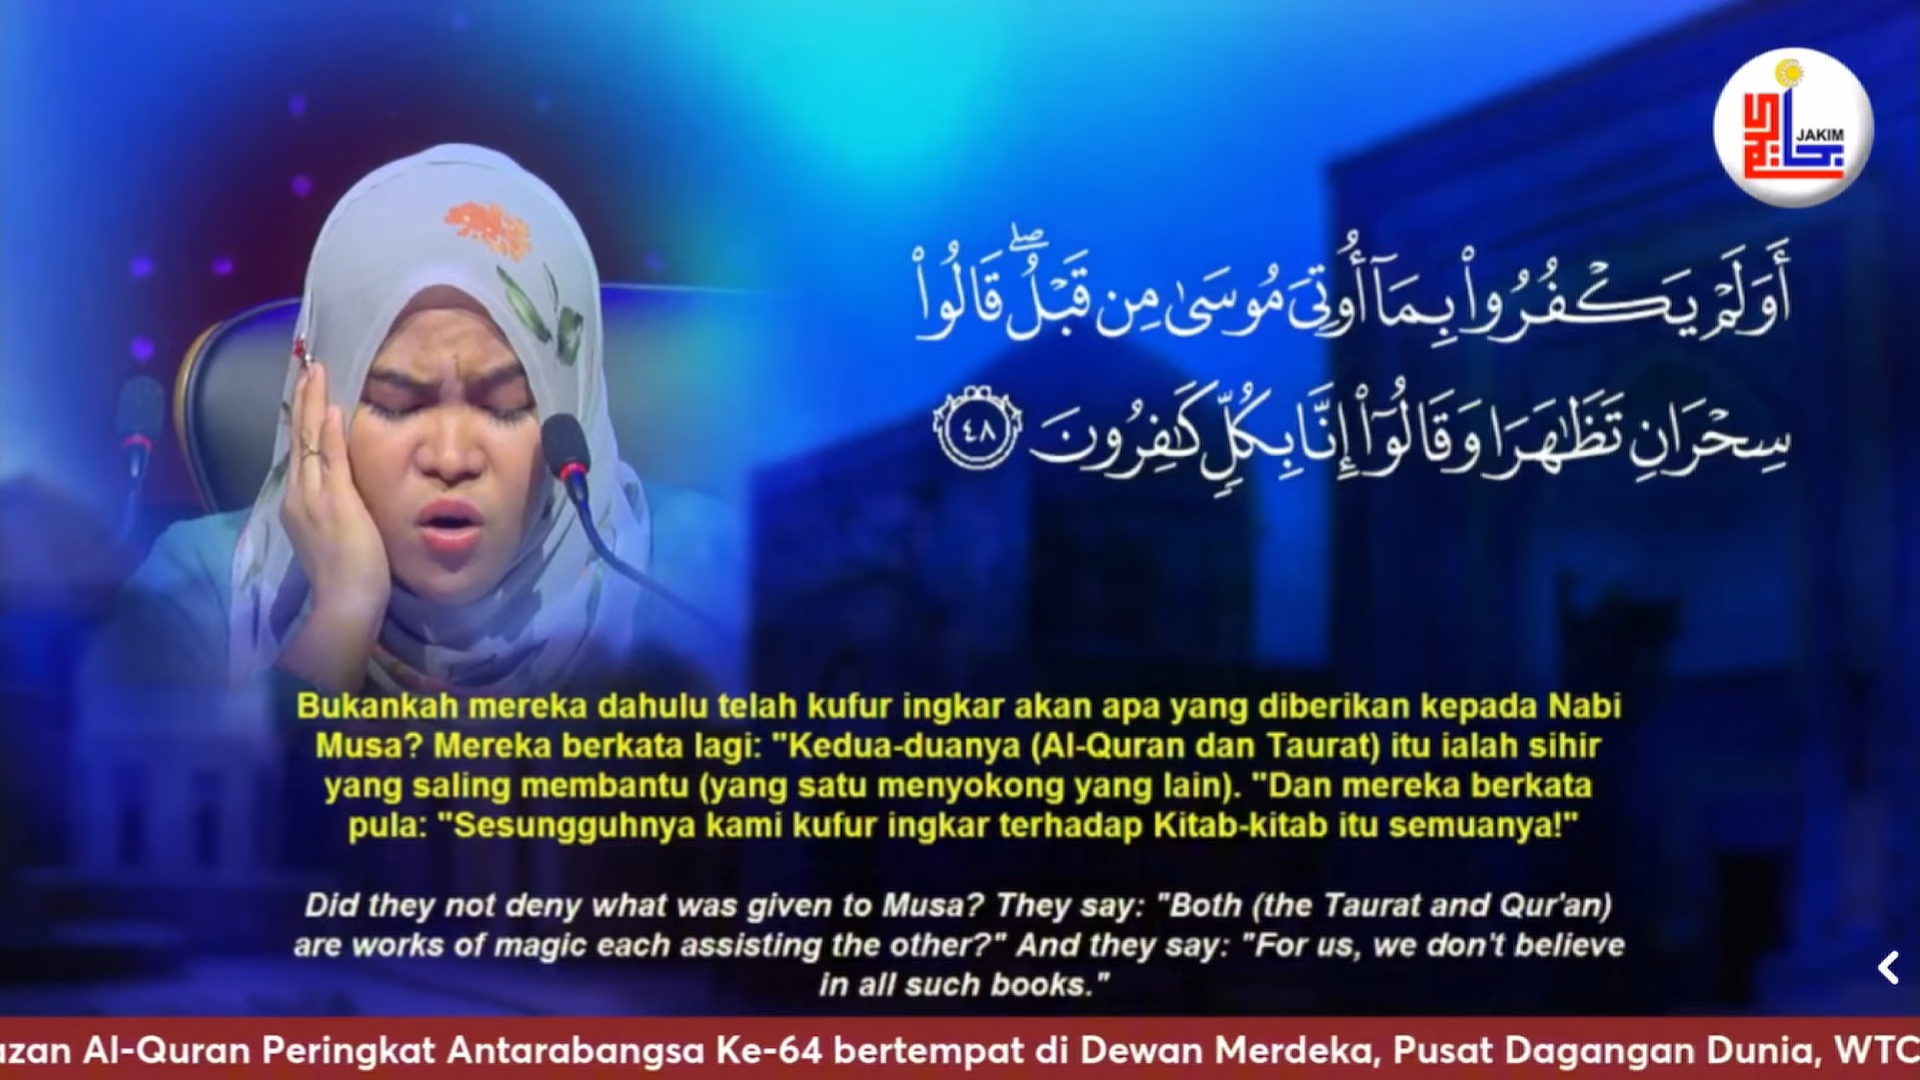 JAKIM
أَوَلَمْ يَكْفُرُوا۟ بِمَآ أُوتِىَ مُوسَىٰ مِن قَبْلُ ۖ قَالُوا۟
سِحْرَانِ تَظَٰهَرَا وَقَالُوٓا۟ إِنَّا بِكُلٍّ كَٰفِرُونَ ٤٨
Bukankah mereka dahulu telah kufur ingkar akan apa yang diberikan kepada Nabi
Musa? Mereka berkata lagi: "Kedua-duanya (Al-Quran dan Taurat) itu ialah sihir
yang saling membantu (yang satu menyokong yang lain). "Dan mereka berkata
pula: "Sesungguhnya kami kufur ingkar terhadap Kitab-kitab itu semuanya!"
Did they not deny what was given to Musa? They say: "Both (the Taurat and Qur'an)
are works of magic each assisting the other?" And they say: "For us, we don't believe
in all such books."
Al-Quran Peringkat Antarabangsa Ke-64 bertempat di Dewan Merdeka, Pusat Dagangan Dunia, WTC